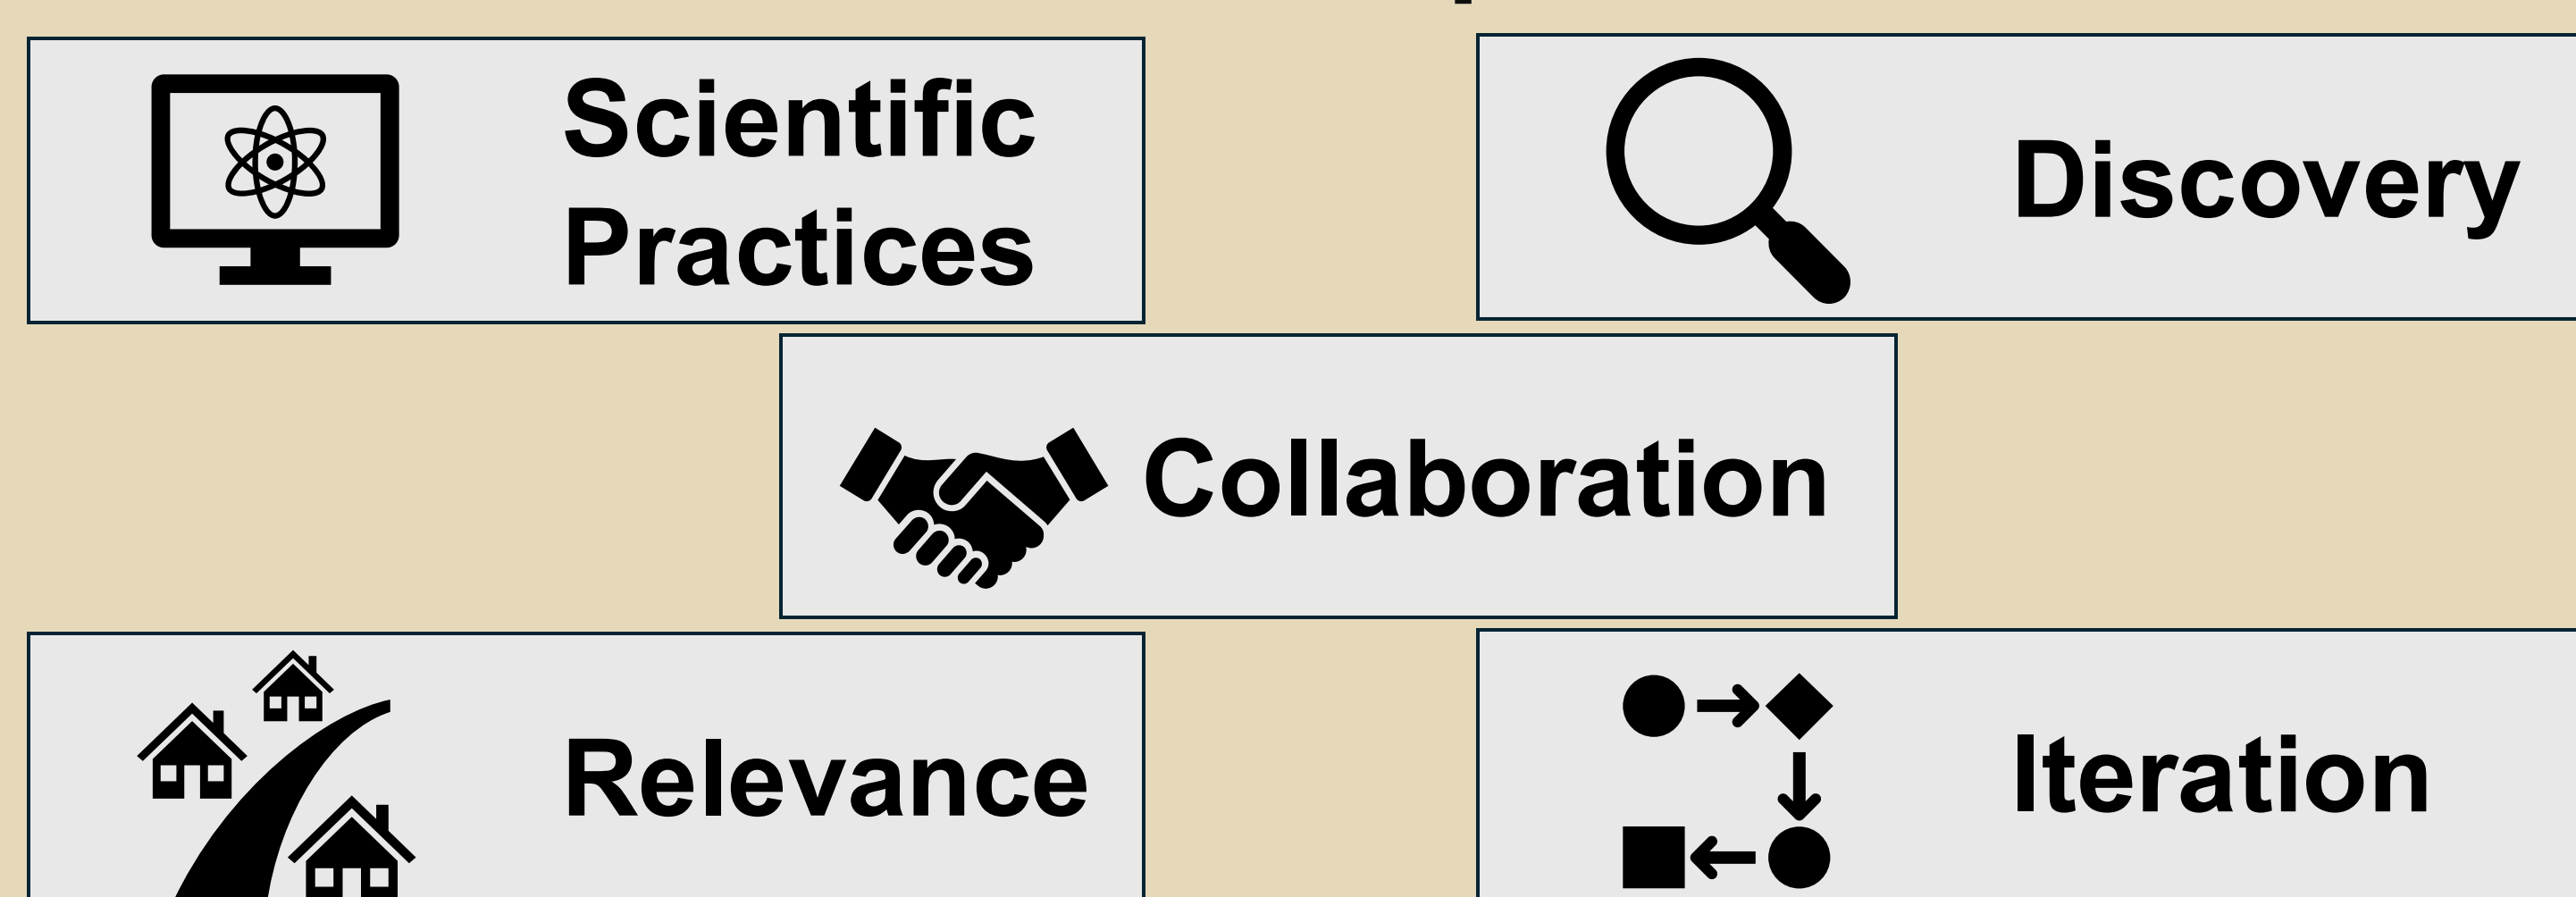 Scientific
Practices
Discovery
Collaboration
Relevance
Iteration